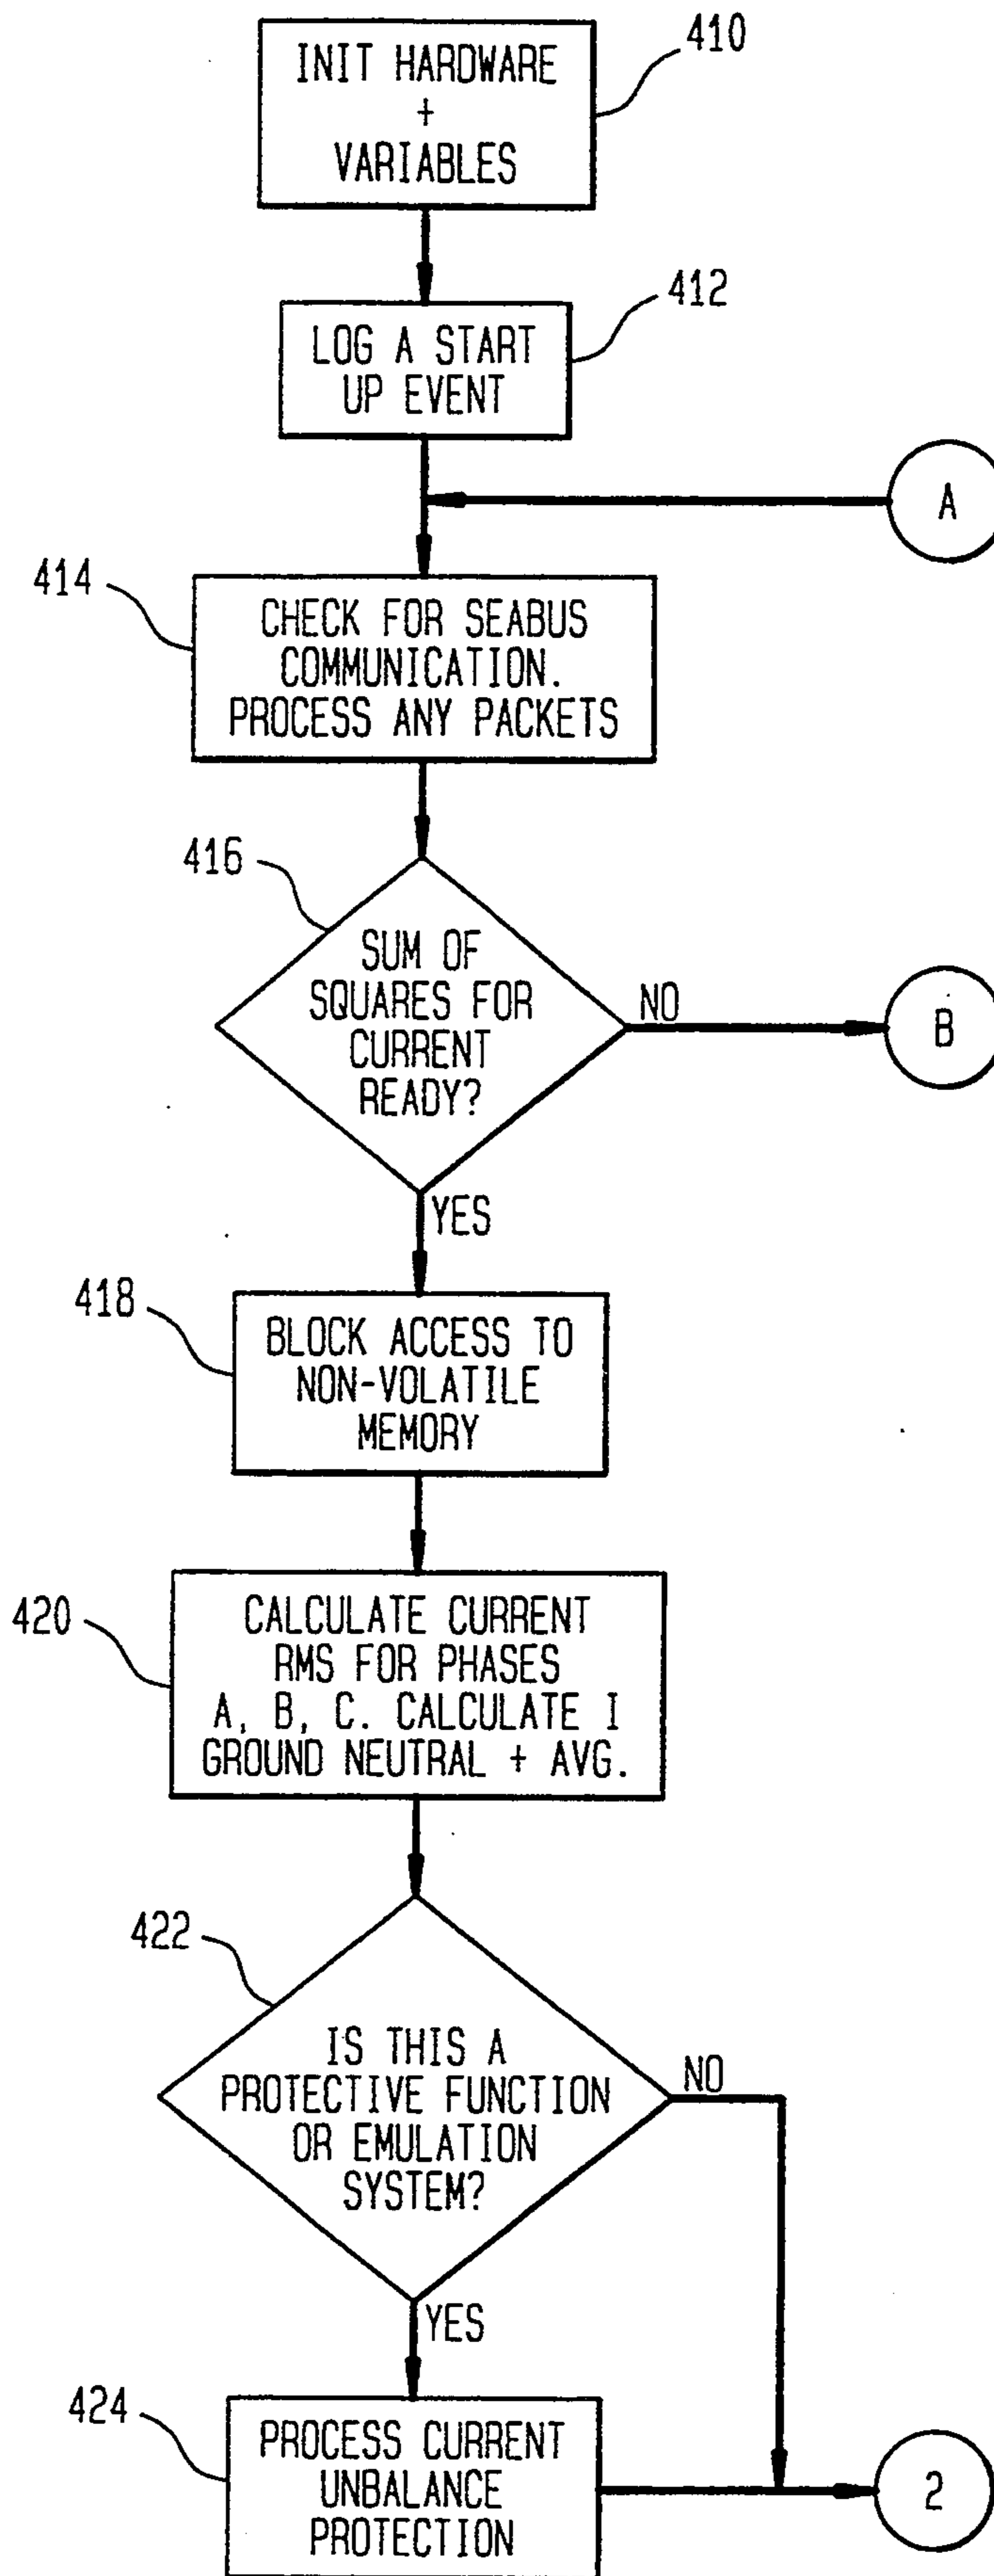 410
INIT HARDWARE
+
VARIABLES
412
LOG A START
UP EVENT
A
414
CHECK FOR SEABUS
COMMUNICATION.
PROCESS ANY PACKETS
416
SUM OF
SQUARES FOR
CURRENT
READY?
NO
B
YES
418
BLOCK ACCESS TO
NON-VOLATILE
MEMORY
420
CALCULATE CURRENT
RMS FOR PHASES
A, B, C. CALCULATE I
GROUND NEUTRAL + AVG.
422
IS THIS A
PROTECTIVE FUNCTION
OR EMULATION
SYSTEM?
NO
YES
424
PROCESS CURRENT
UNBALANCE
PROTECTION
2